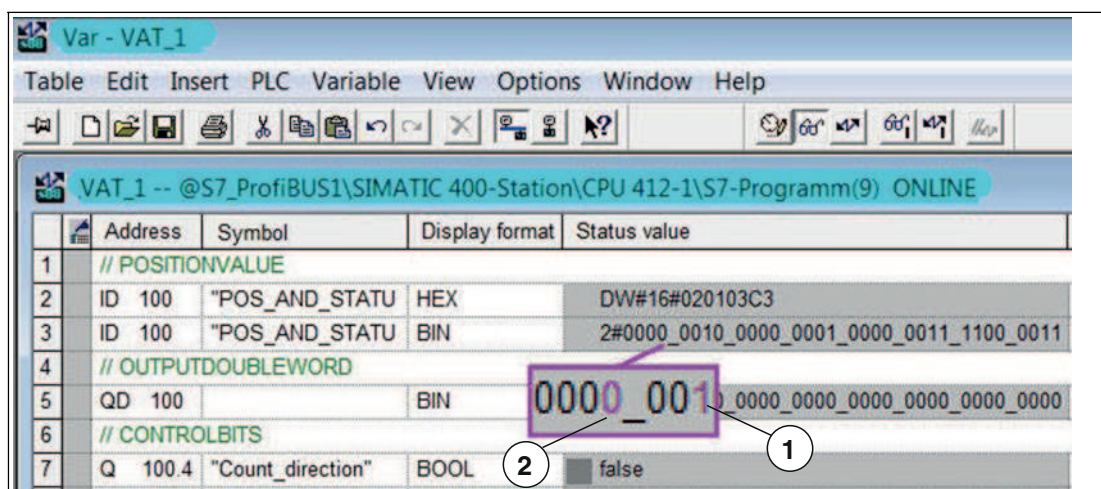 Var - VAT_1
Table Edit Insert PLC Variable View Options Window Help
VAT_1 -- @S7_ProfiBUS1\SIMATIC 400-Station\CPU 412-1\S7-Programm(9) ONLINE
Address Symbol Display format Status value
1 // POSITIONVALUE
2 ID 100 "POS_AND_STATU HEX DW#16#020103C3
3 ID 100 "POS_AND_STATU BIN 2#0000_0010_0000_0001_0000_0011_1100_0011
4 // OUTPUTDOUBLEWORD
5 QD 100 BIN 0000_001 0_0000_0000_0000_0000_0000_0000
6 // CONTROLBITS
7 Q 100.4 "Count_direction" BOOL false
2 1